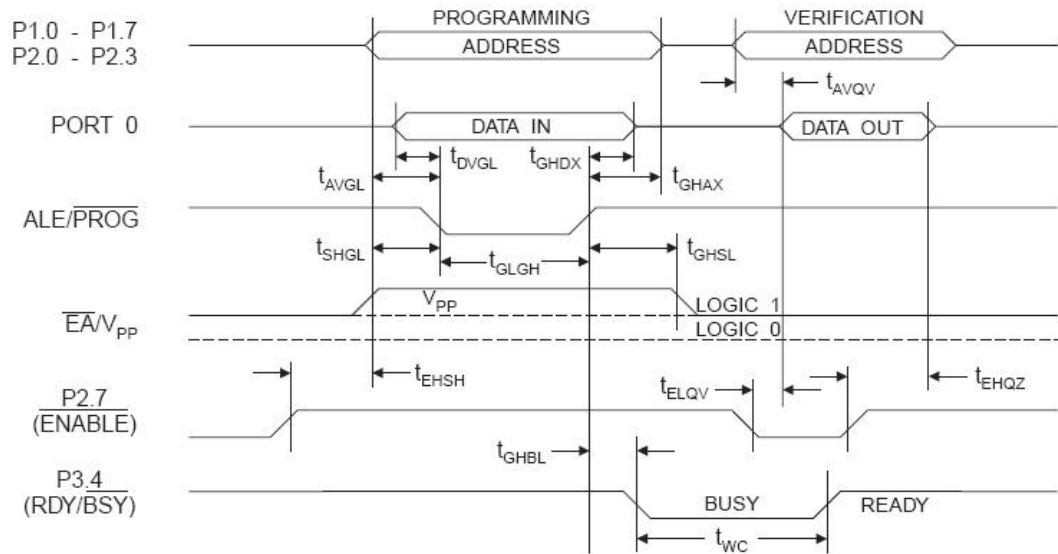 PROGRAMMING VERIFICATION
P1.0 - P1.7
P2.0 - P2.3
ADDRESS ADDRESS
tAVQV
PORT 0 DATA IN DATA OUT
tDVGL tGHDX
tAVGL tGHAX
ALE/PROG
tSHGL tGLGH tGHSL
VPP LOGIC 1
EA/VPP LOGIC 0
tEHSH tELQV tEHQZ
P2.7
(ENABLE)
tGHBL
P3.4
(RDY/BSY) BUSY READY
tWC